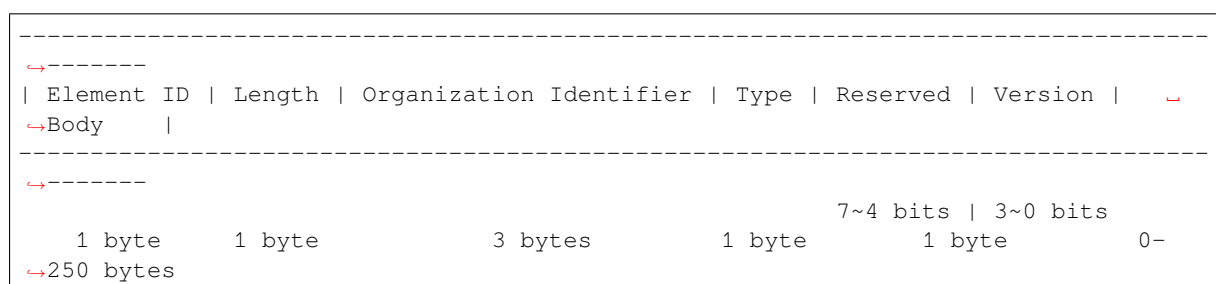 ------------------------------------------------------------------------------------
↪-------
| Element ID | Length | Organization Identifier | Type | Reserved | Version |   ␣
↪Body     |
------------------------------------------------------------------------------------
↪-------
                                                         7~4 bits | 3~0 bits
    1 byte     1 byte            3 bytes         1 byte        1 byte         0-
↪250 bytes